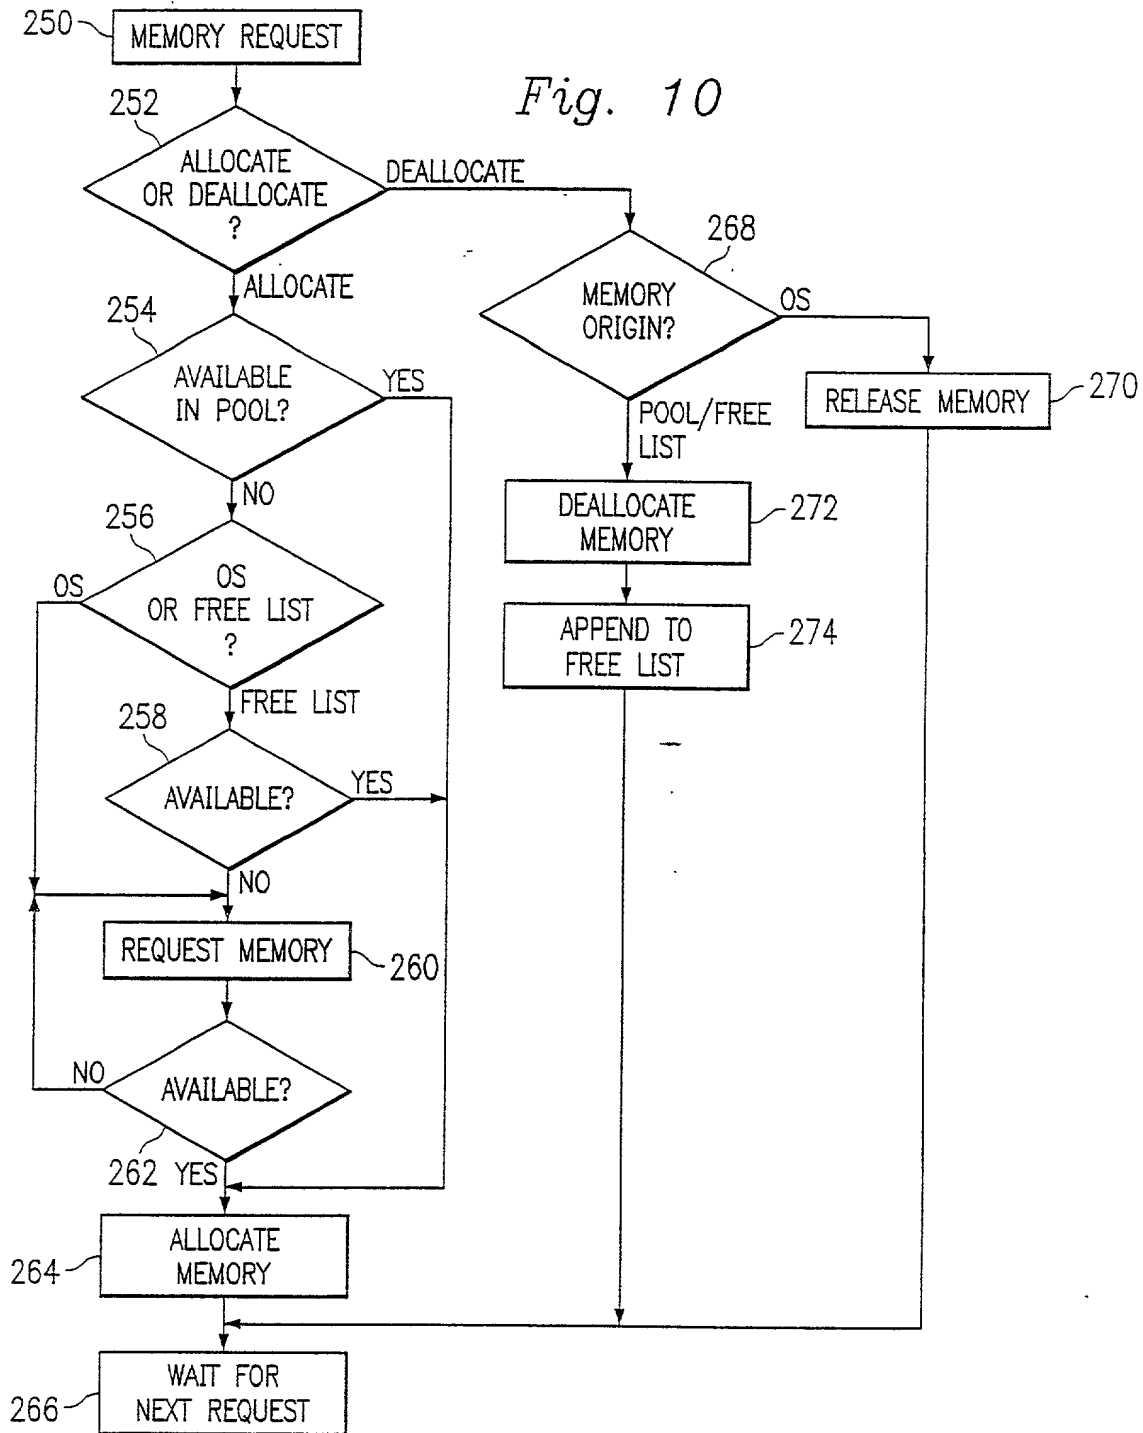 250
MEMORY REQUEST
Fig. 10
252
ALLOCATE
OR DEALLOCATE
?
DEALLOCATE
ALLOCATE
268
MEMORY
ORIGIN?
OS
254
AVAILABLE
IN POOL?
YES
RELEASE MEMORY
270
POOL/FREE
LIST
NO
DEALLOCATE
MEMORY
272
256
OS
OS
OR FREE LIST
?
APPEND TO
FREE LIST
274
FREE LIST
258
AVAILABLE?
YES
NO
REQUEST MEMORY
260
NO
AVAILABLE?
262
YES
ALLOCATE
MEMORY
264
WAIT FOR
NEXT REQUEST
266